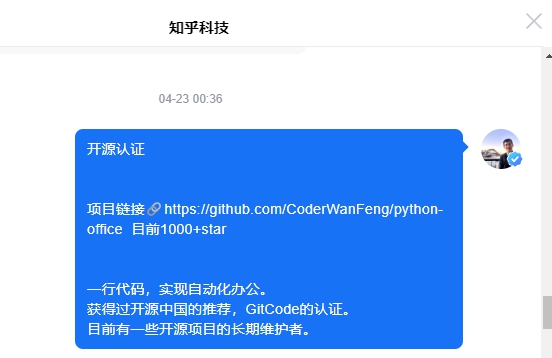 知乎科技
04-23 00:36
开源认证
项目链接🔗 https://github.com/CoderWanFeng/python-
office  目前1000+star
一行代码，实现自动化办公。
获得过开源中国的推荐，GitCode的认证。
目前有一些开源项目的长期维护者。